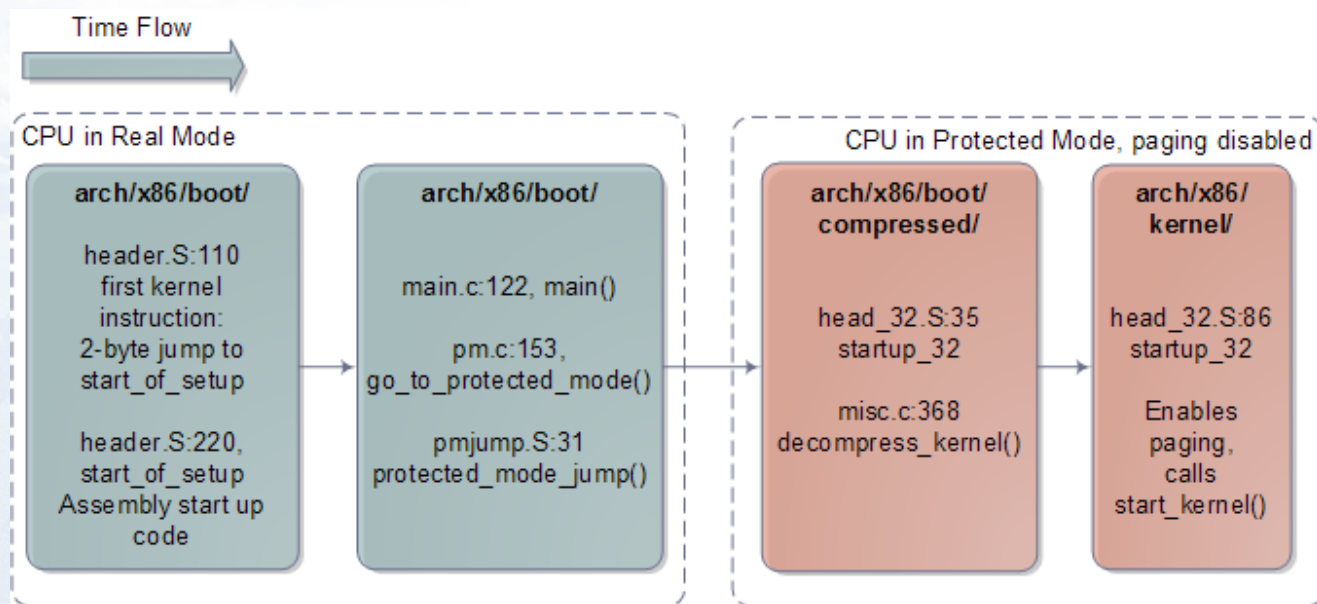 Time Flow
CPU in Real Mode
arch/x86/boot/
header.S:110
first kernel
instruction:
2-byte jump to
start_of_setup
header.S:220,
start_of_setup
Assembly start up
code
arch/x86/boot/
main.c:122, main()
pm.c:153,
go_to_protected_mode()
pmjump.S:31
protected_mode_jump()
CPU in Protected Mode, paging disabled
arch/x86/boot/
compressed/
head_32.S:35
startup_32
misc.c:368
decompress_kernel()
arch/x86/
kernel/
head_32.S:86
startup_32
Enables
paging,
calls
start_kernel()